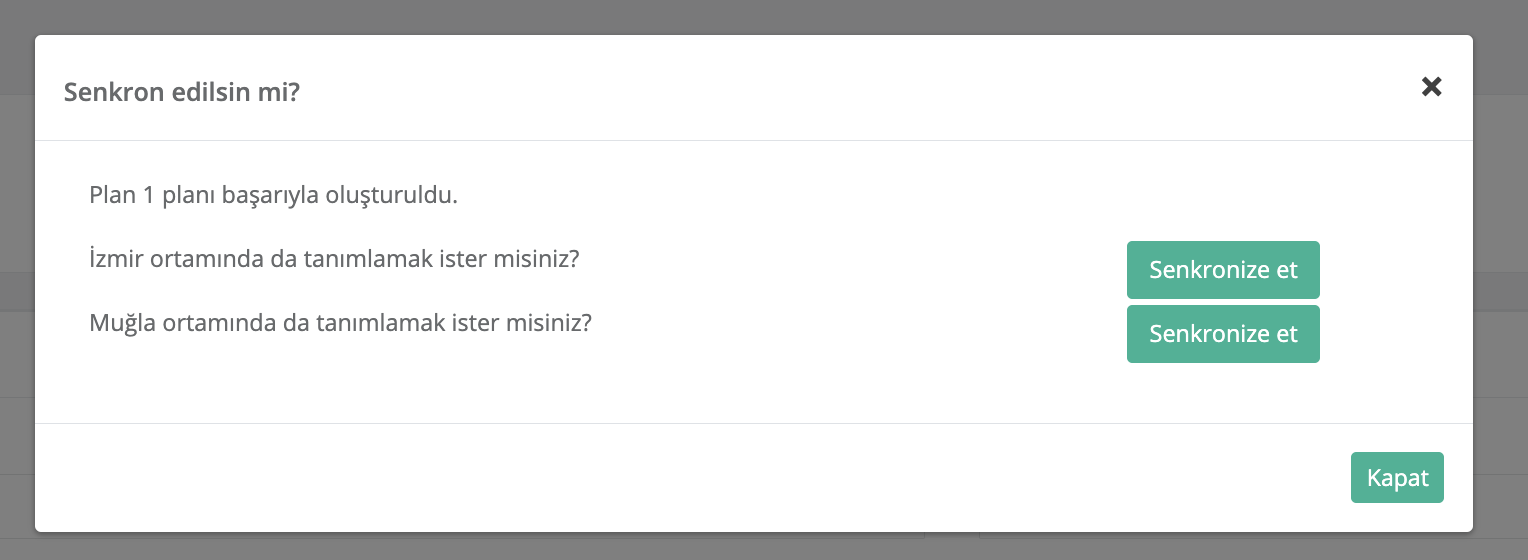 Senkron edilsin mi?
Plan 1 planı başarıyla oluşturuldu.
İzmir ortamında da tanımlamak ister misiniz?
Senkronize et
Muğla ortamında da tanımlamak ister misiniz?
Senkronize et
Kapat